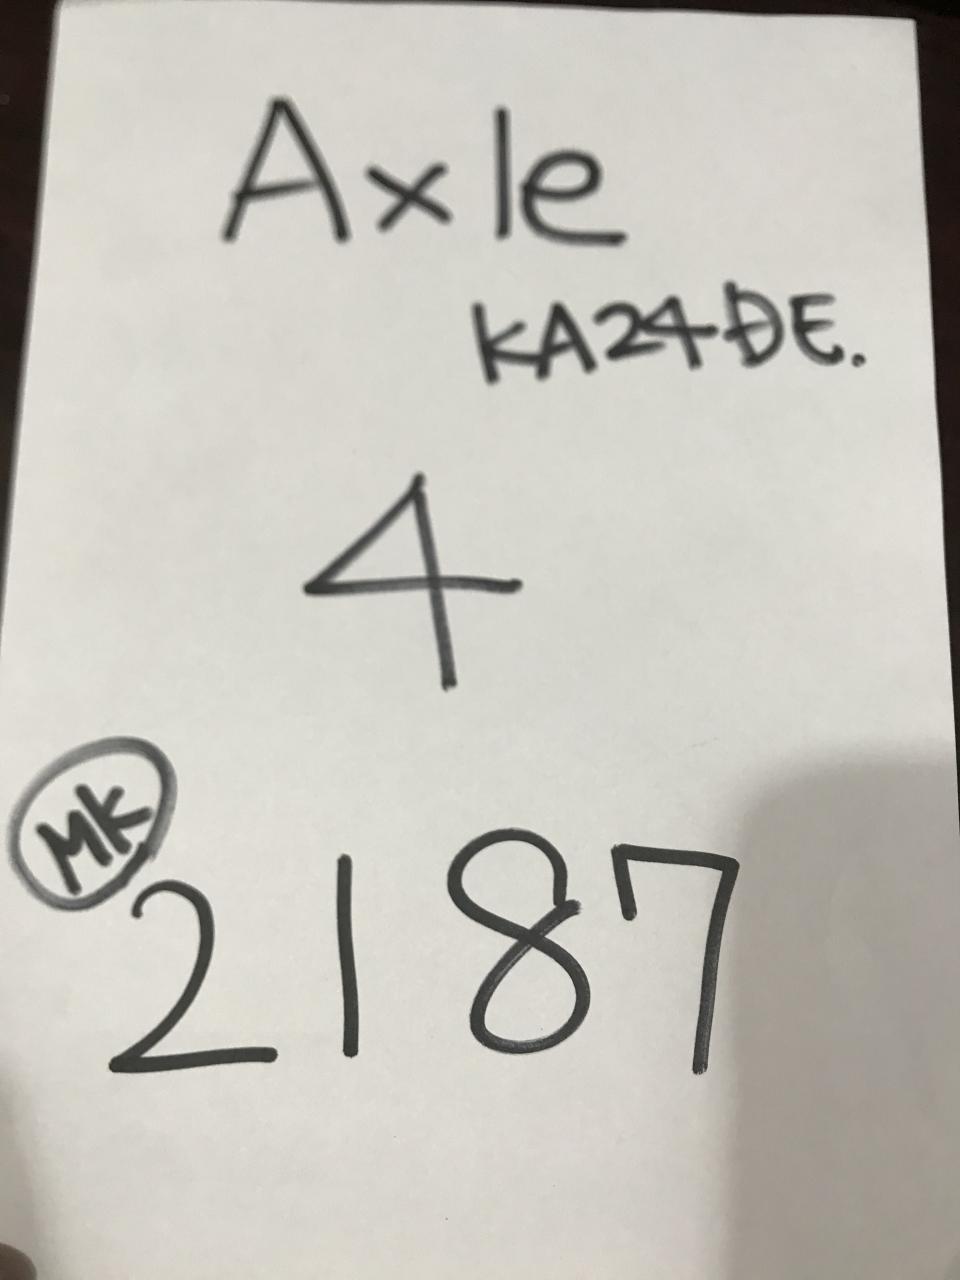 Axle
KA24DE.
4
MK
2187